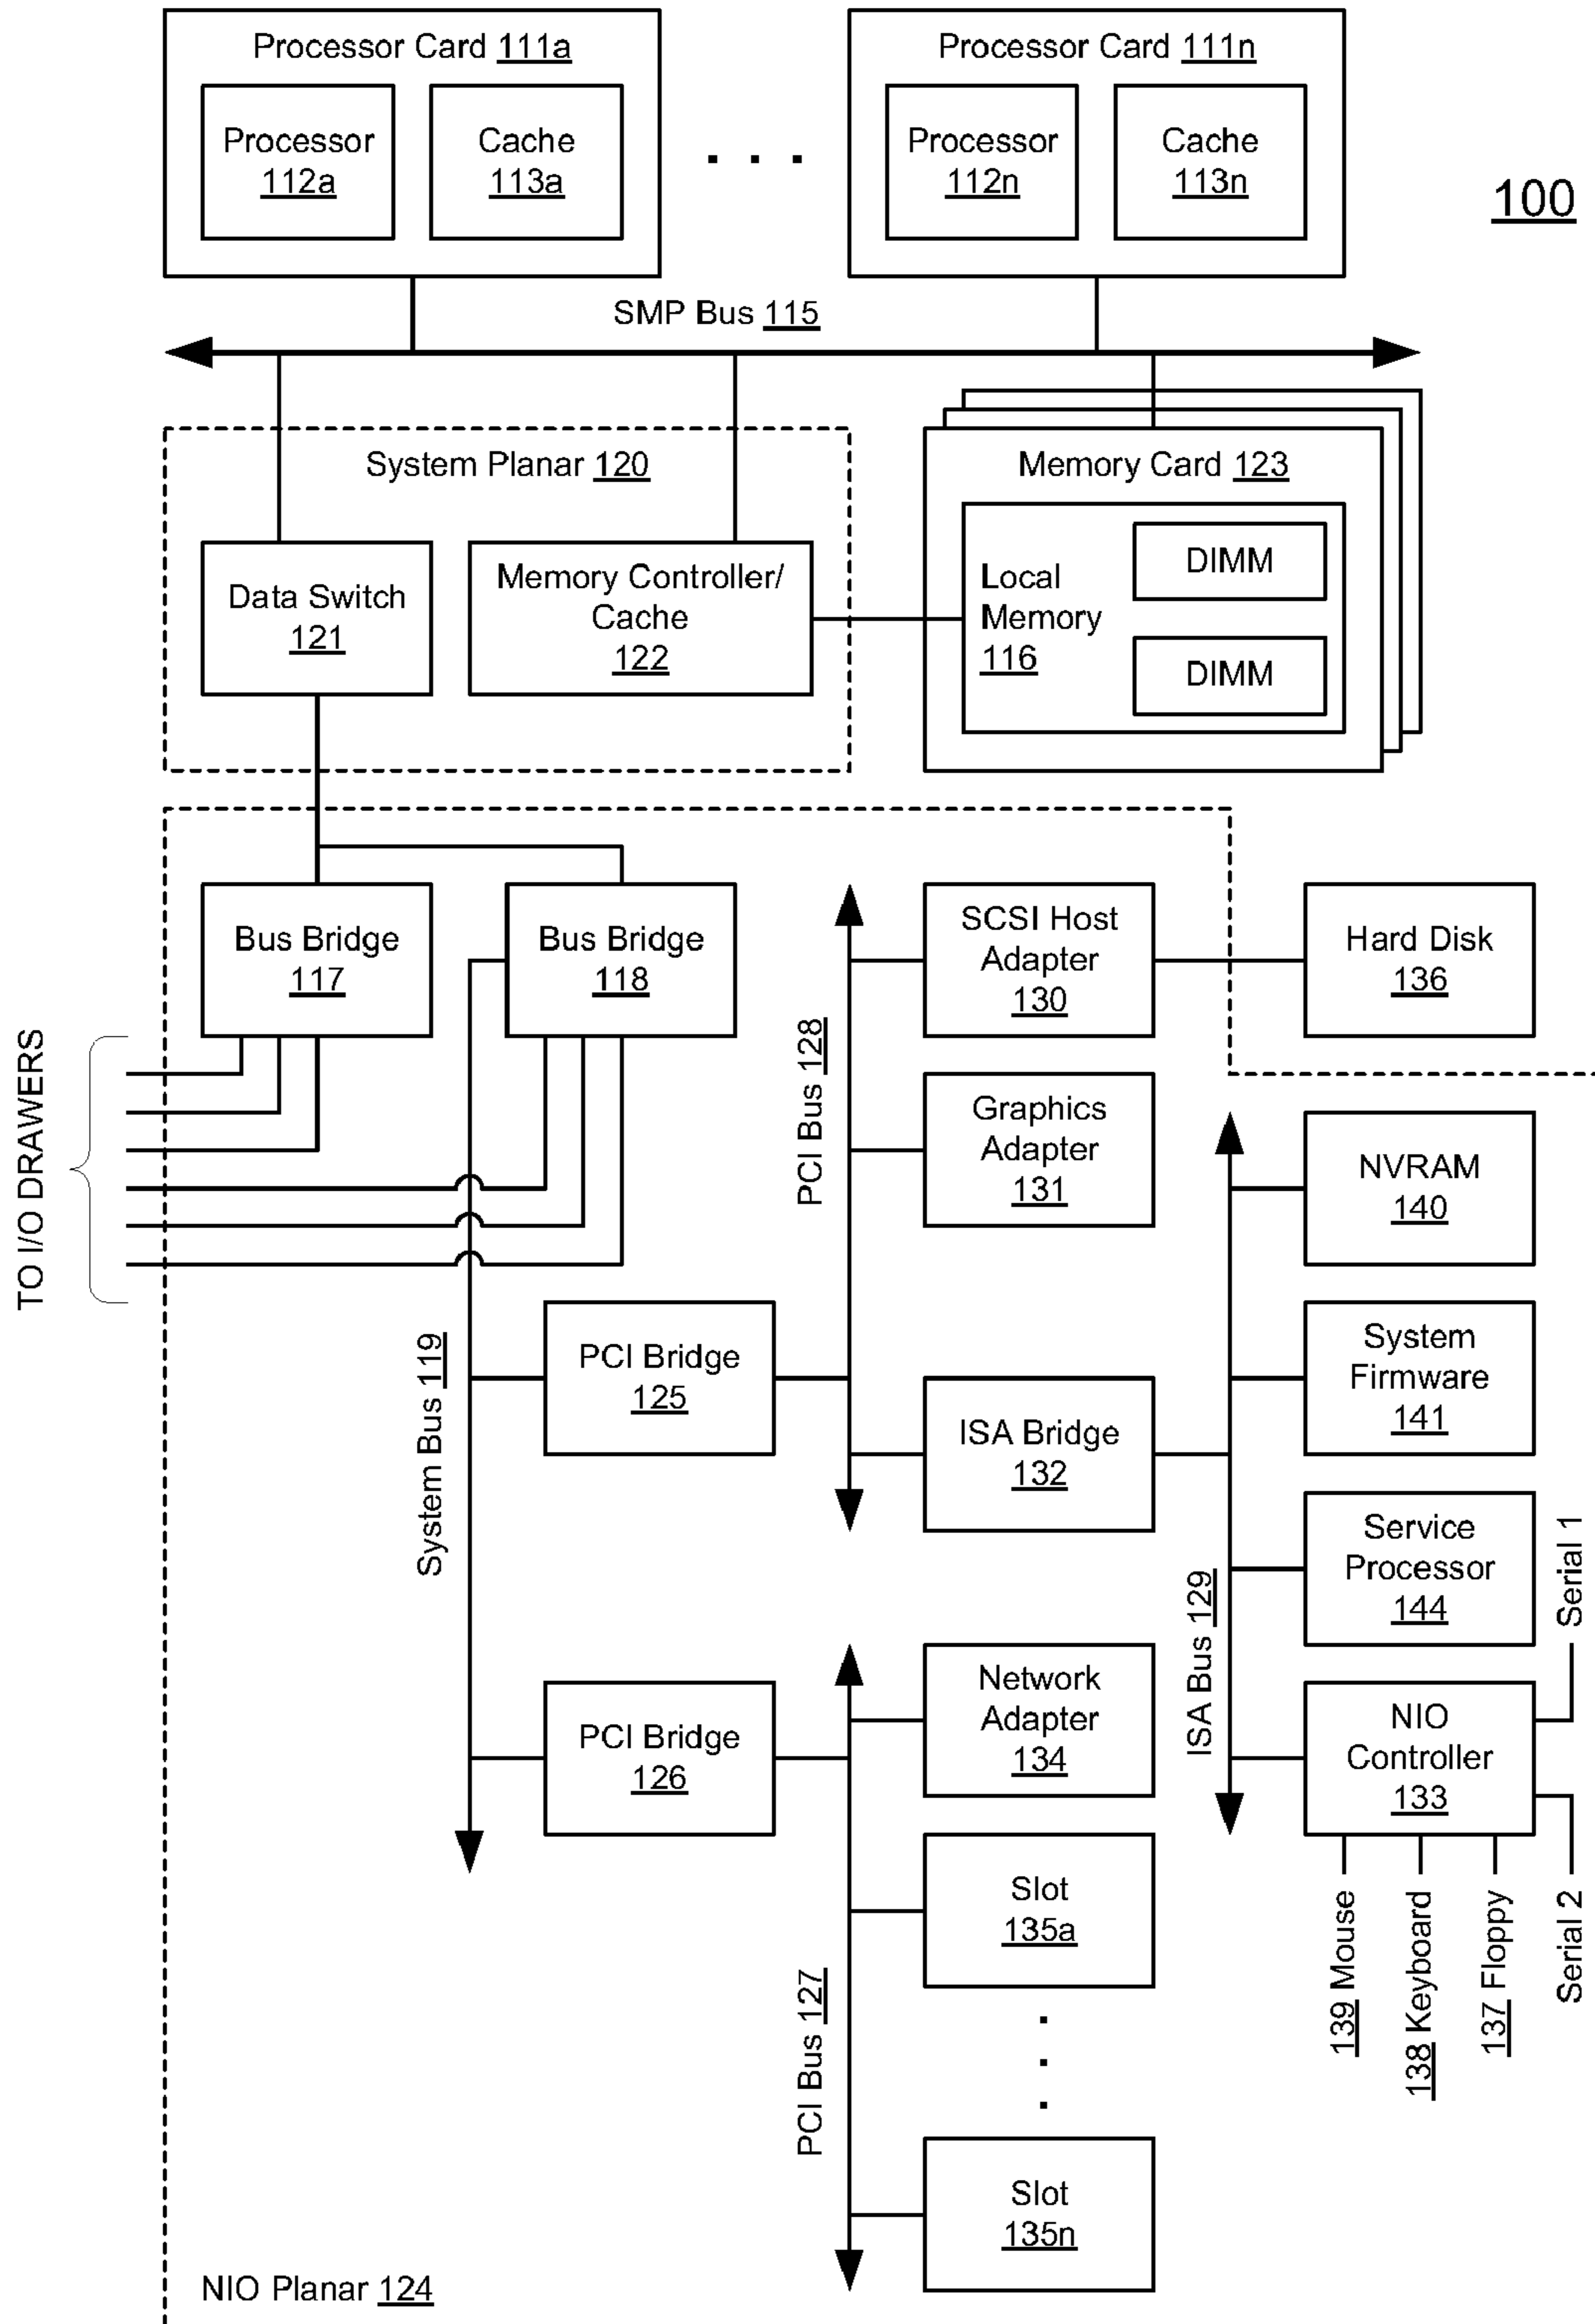 Processor Card 111a
Processor
112a
Cache
113a
. . .
Processor Card 111n
Processor
112n
Cache
113n
100
SMP Bus 115
System Planar 120
Data Switch
121
Memory Controller/
Cache
122
Memory Card 123
Local
Memory
116
DIMM
DIMM
Bus Bridge
117
Bus Bridge
118
TO I/O DRAWERS
PCI Bus 128
SCSI Host
Adapter
130
Hard Disk
136
Graphics
Adapter
131
NVRAM
140
System Bus 119
PCI Bridge
125
ISA Bridge
132
System
Firmware
141
Service
Processor
144
ISA Bus 129
Serial 1
PCI Bridge
126
Network
Adapter
134
NIO
Controller
133
139 Mouse
138 Keyboard
137 Floppy
Serial 2
PCI Bus 127
Slot
135a
. . .
Slot
135n
NIO Planar 124